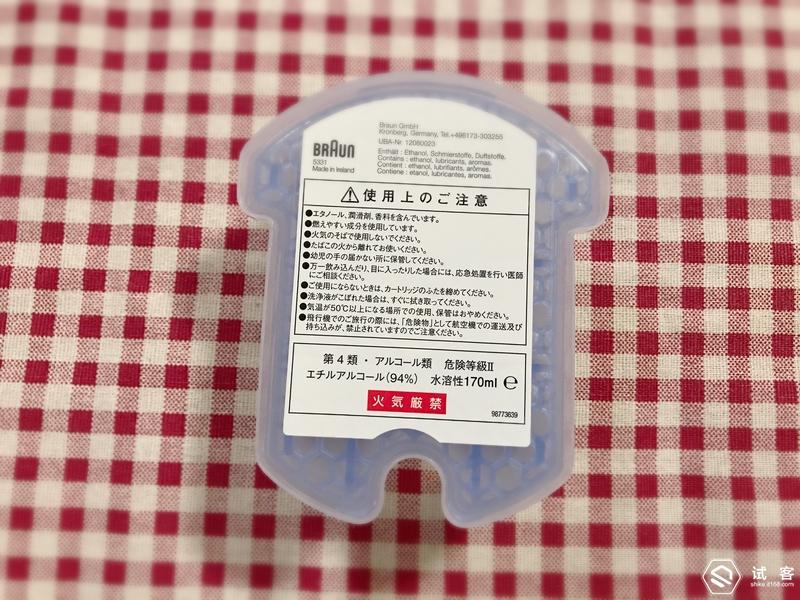 Braun GmbH
Kronberg, Germany, Tel.+496173-303255
UBA-Nr. 12080023
Enthält : Ethanol, Schmierstoffe, Duftstoffe.
Contains : ethanol, lubricants, aromas.
Contient : ethanol, lubrifiants, arômes.
Contiene : etanol, lubricantes, aromas.
BRAUN
5331
Made in Ireland
使用上のご注意
●エタノール、潤滑剤、香料を含んでいます。
●燃えやすい成分を使用しています。
●火気のそばで使用しないでください。
●たばこの火から離れてお使いください。
●幼児の手の届かない所に保管してください。
●万一飲み込んだり、目に入ったりした場合には、応急処置を行い医師
にご相談ください。
●ご使用にならないときは、カートリッジのふたを締めてください。
●洗浄液がこぼれた場合は、すぐに拭き取ってください。
●気温が50℃以上になる場所での使用、保管はおやめください。
●飛行機でのご旅行の際には、「危険物」として航空機での運送及び
持ち込みが、禁止されていますのでご注意ください。
第4類・アルコール類 危険等級Ⅱ
エチルアルコール(94%) 水溶性170ml ℮
火気厳禁
98773639
试客
shike.it168.com